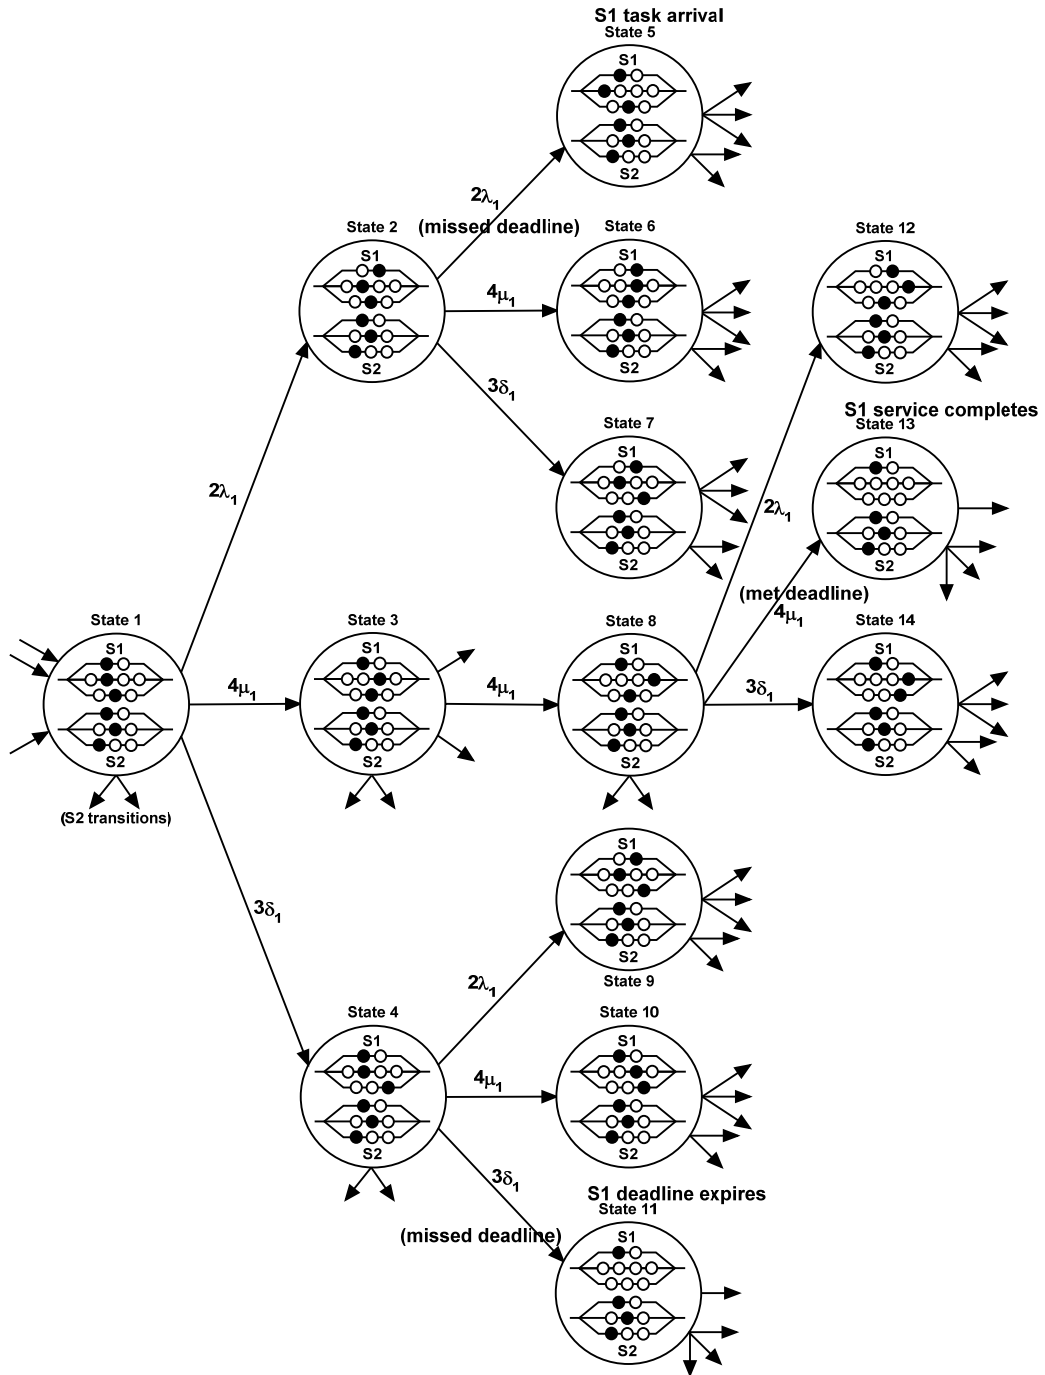 S1 task arrival
State 5
S1
S2
2λ1
(missed deadline)
State 2
S1
S2
4μ1
State 6
S1
S2
State 12
S1
S2
3δ1
State 7
S1
S2
S1 service completes
State 13
S1
S2
2λ1
2λ1
(met deadline)
4μ1
State 1
S1
S2
(S2 transitions)
4μ1
State 3
S1
S2
4μ1
State 8
S1
S2
3δ1
State 14
S1
S2
3δ1
S1
S2
State 9
2λ1
State 4
S1
S2
4μ1
State 10
S1
S2
3δ1
(missed deadline)
S1 deadline expires
State 11
S1
S2